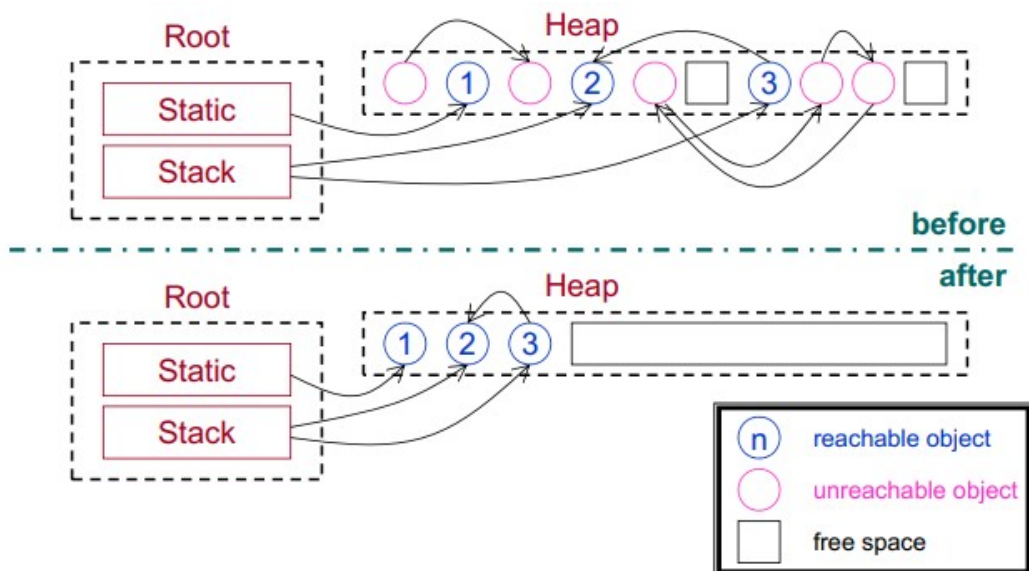 Root
Heap
Static
Stack
1
2
3
before
after
Root
Heap
Static
Stack
1
2
3
n reachable object
unreachable object
free space